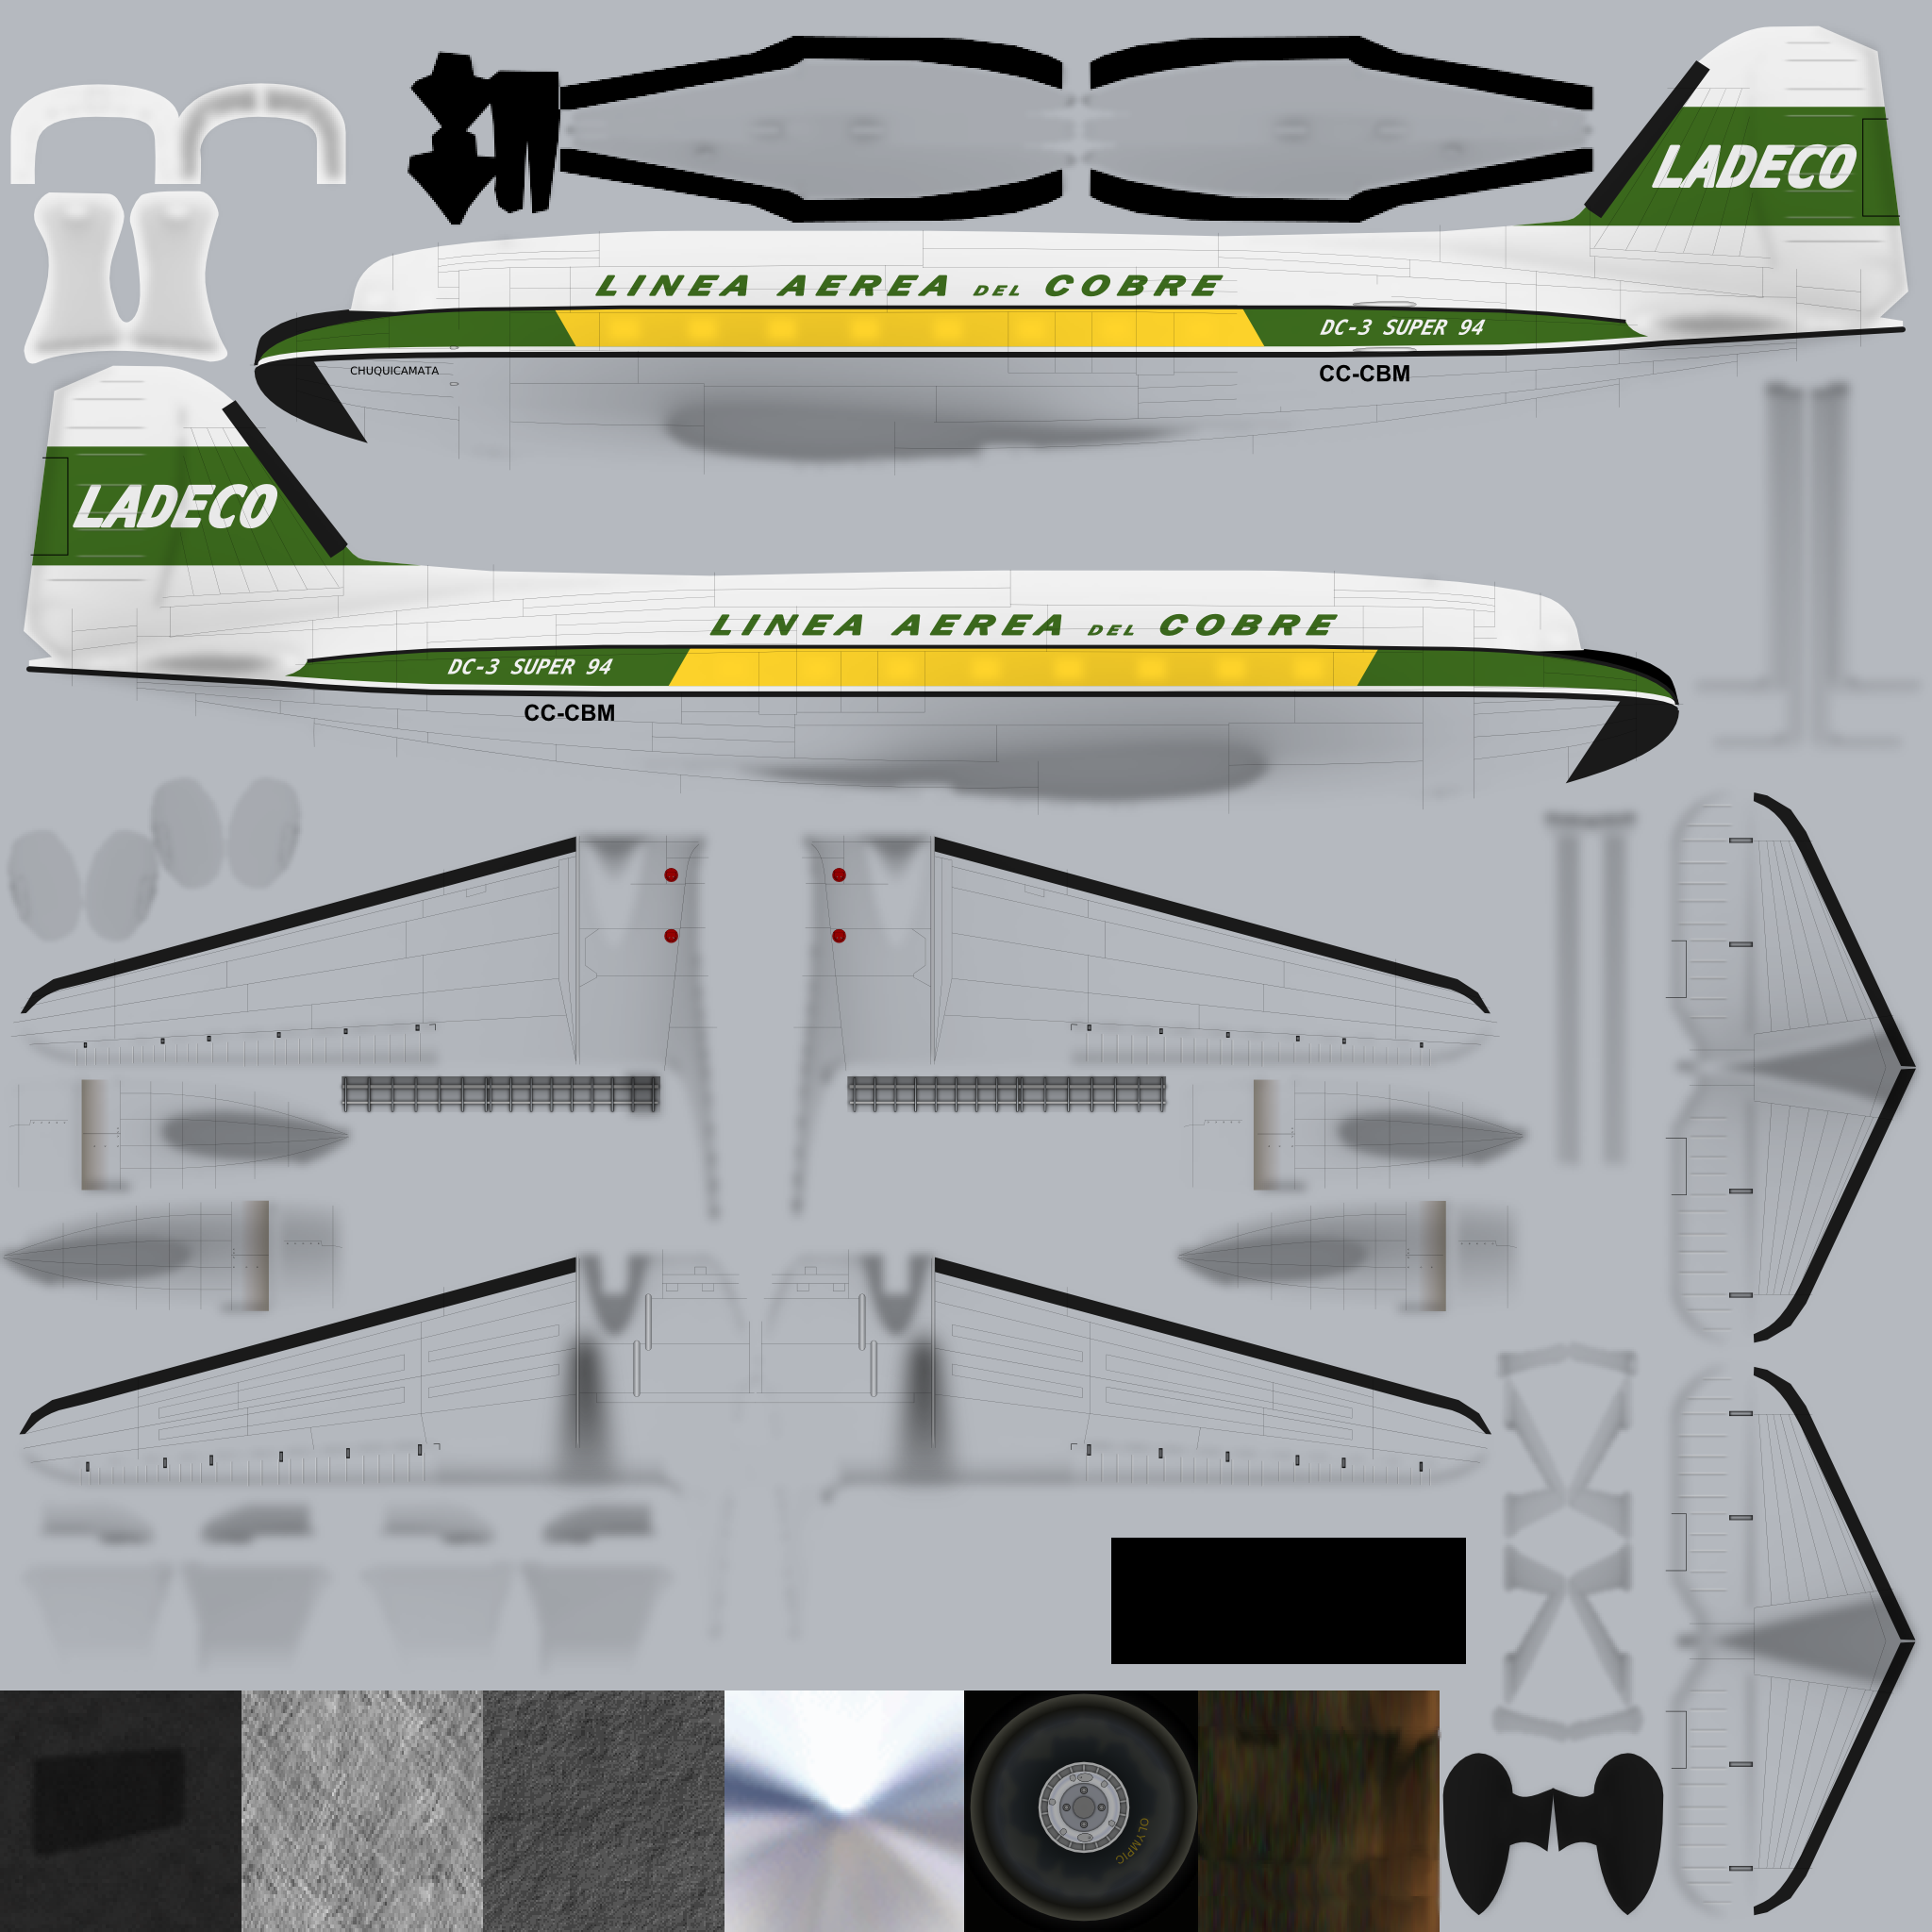 LADECO
LINEA AEREA DEL COBRE
DC-3 SUPER 94
CHUQUICAMATA
CC-CBM
LADECO
LINEA AEREA DEL COBRE
DC-3 SUPER 94
CC-CBM
OLYMPIC